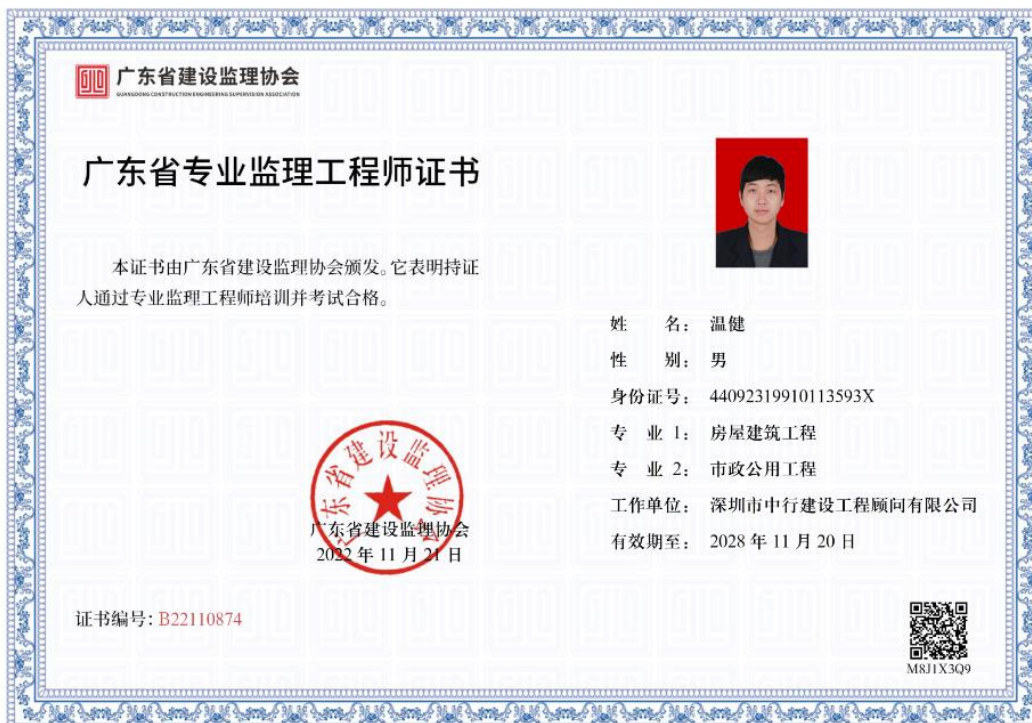 广东省建设监理协会
GUANGDONG CONSTRUCTION ENGINEERING SUPERVISION ASSOCIATION
广东省专业监理工程师证书
本证书由广东省建设监理协会颁发。它表明持证
人通过专业监理工程师培训并考试合格。
姓 名: 温健
性 别: 男
身份证号: 44092319910113593X
专 业 1: 房屋建筑工程
专 业 2: 市政公用工程
工作单位: 深圳市中行建设工程顾问有限公司
有效期至: 2028 年 11 月 20 日
广东省建设监理协会
广东省建设监理协会
2022 年 11 月 21 日
证书编号: B22110874
M8J1X3Q9